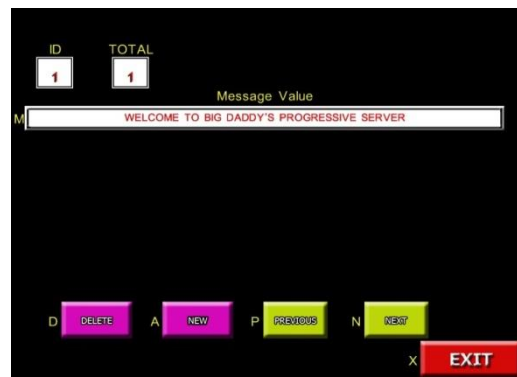 ID TOTAL
1 1
Message Value
M WELCOME TO BIG DADDY'S PROGRESSIVE SERVER
D DELETE A NEW P PREVIOUS N NEXT
X EXIT